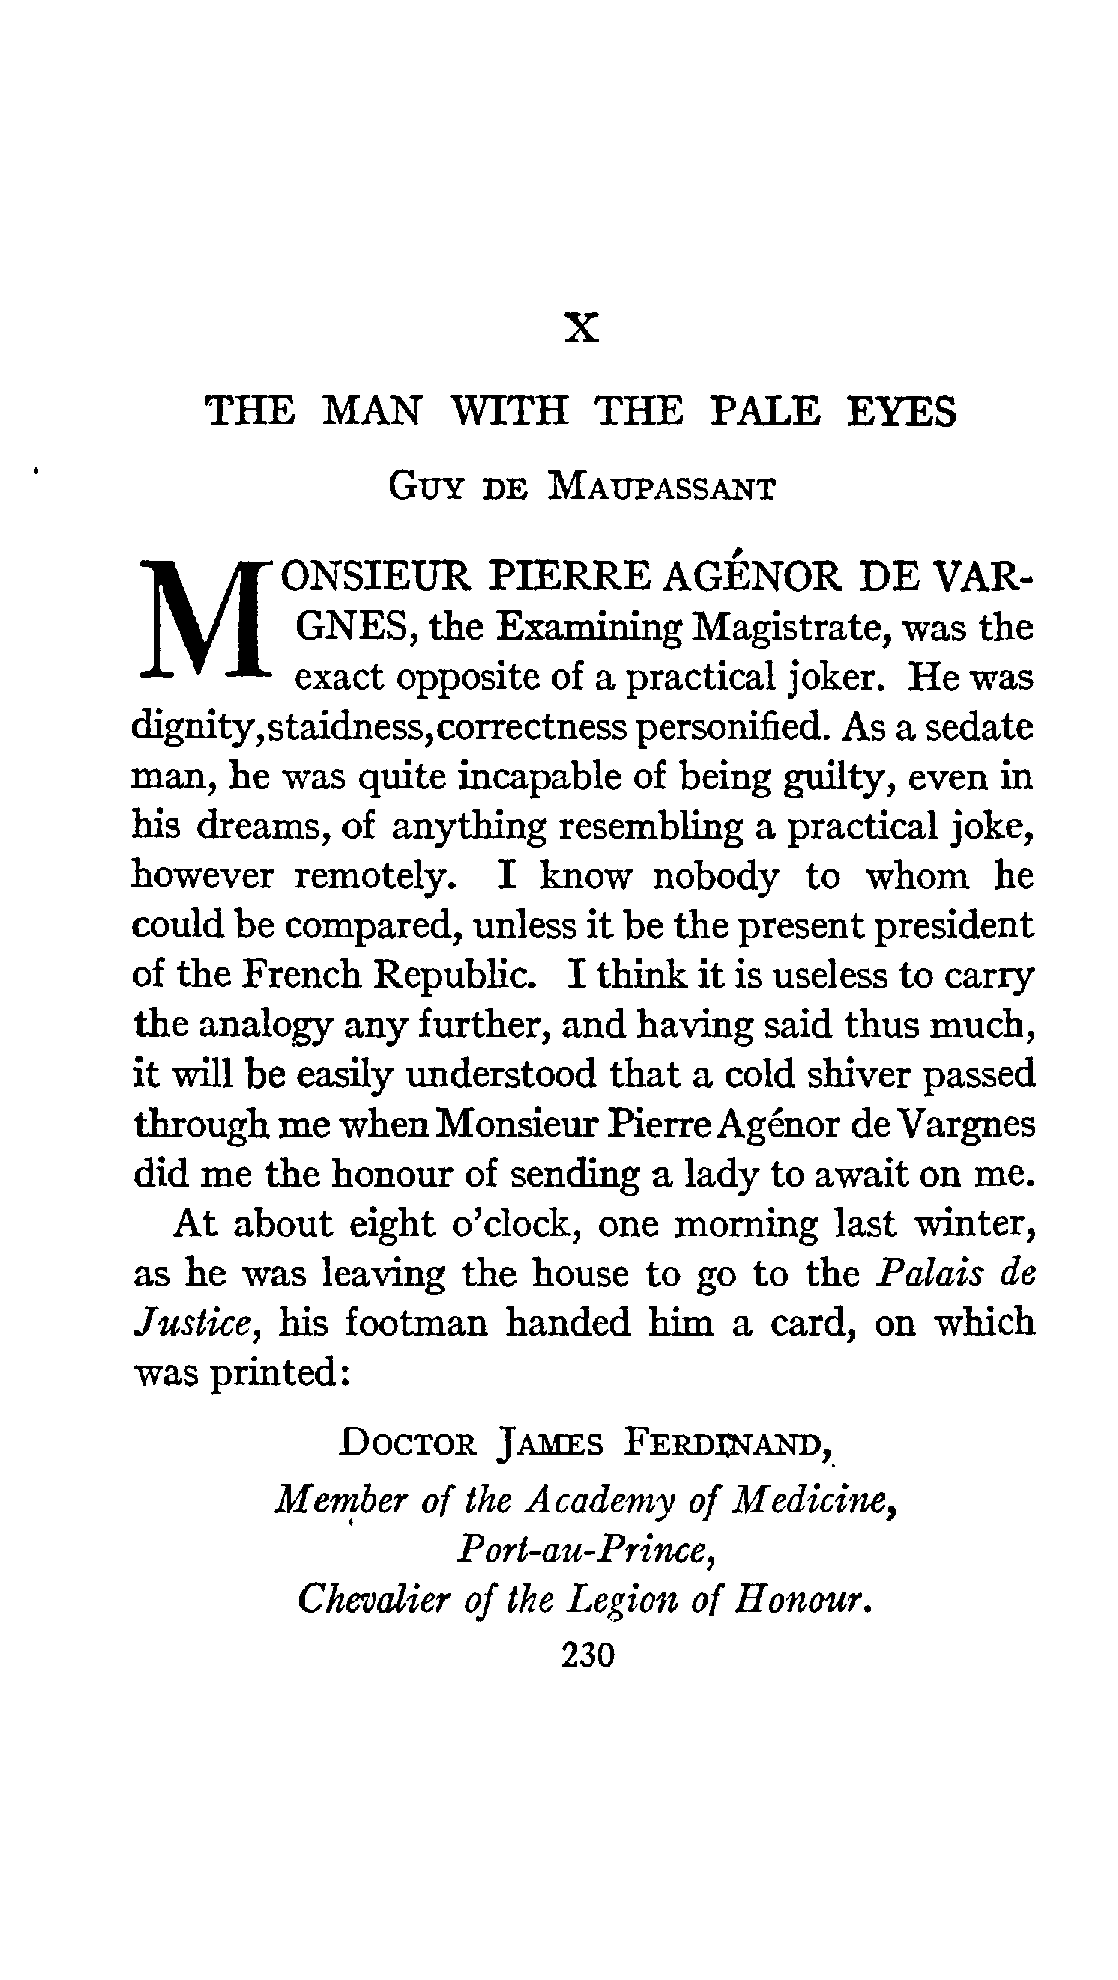 X
THE MAN WITH THE PALE EYES
GUY DE MAUPASSANT
MONSIEUR PIERRE AGÉNOR DE VAR-
GNES, the Examining Magistrate, was the
exact opposite of a practical joker. He was
dignity, staidness, correctness personified. As a sedate
man, he was quite incapable of being guilty, even in
his dreams, of anything resembling a practical joke,
however remotely. I know nobody to whom he
could be compared, unless it be the present president
of the French Republic. I think it is useless to carry
the analogy any further, and having said thus much,
it will be easily understood that a cold shiver passed
through me when Monsieur Pierre Agénor de Vargnes
did me the honour of sending a lady to await on me.
At about eight o'clock, one morning last winter,
as he was leaving the house to go to the Palais de
Justice, his footman handed him a card, on which
was printed:
DOCTOR JAMES FERDINAND,
Member of the Academy of Medicine,
Port-au-Prince,
Chevalier of the Legion of Honour.
230